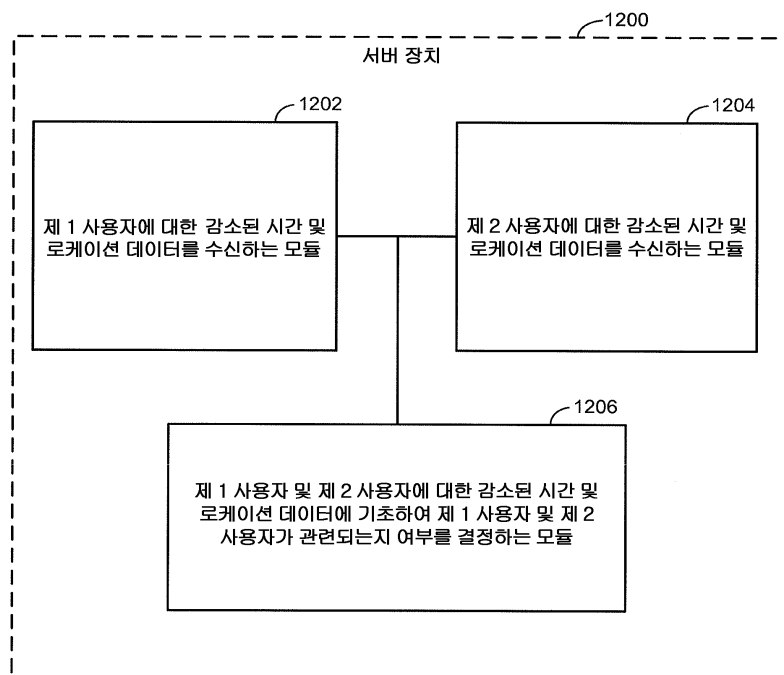 1200
서버 장치
1202
1204
제 1 사용자에 대한 감소된 시간 및
로케이션 데이터를 수신하는 모듈
제 2 사용자에 대한 감소된 시간 및
로케이션 데이터를 수신하는 모듈
1206
제 1 사용자 및 제 2 사용자에 대한 감소된 시간 및
로케이션 데이터에 기초하여 제 1 사용자 및 제 2
사용자가 관련되는지 여부를 결정하는 모듈